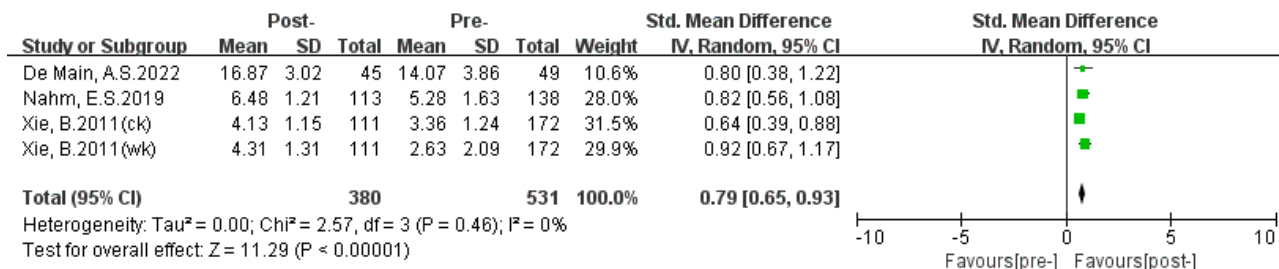 Post- Pre- Std. Mean Difference Std. Mean Difference
Study or Subgroup Mean SD Total Mean SD Total Weight IV, Random, 95% CI IV, Random, 95% CI
De Main, A.S.2022 16.87 3.02 45 14.07 3.86 49 10.6% 0.80 [0.38, 1.22]
Nahm, E.S.2019 6.48 1.21 113 5.28 1.63 138 28.0% 0.82 [0.56, 1.08]
Xie, B.2011(ck) 4.13 1.15 111 3.36 1.24 172 31.5% 0.64 [0.39, 0.88]
Xie, B.2011(wk) 4.31 1.31 111 2.63 2.09 172 29.9% 0.92 [0.67, 1.17]
Total (95% CI) 380 531 100.0% 0.79 [0.65, 0.93]
Heterogeneity: Tau² = 0.00; Chi² = 2.57, df = 3 (P = 0.46); I² = 0%
Test for overall effect: Z = 11.29 (P < 0.00001)
-10 -5 0 5 10
Favours[pre-] Favours[post-]